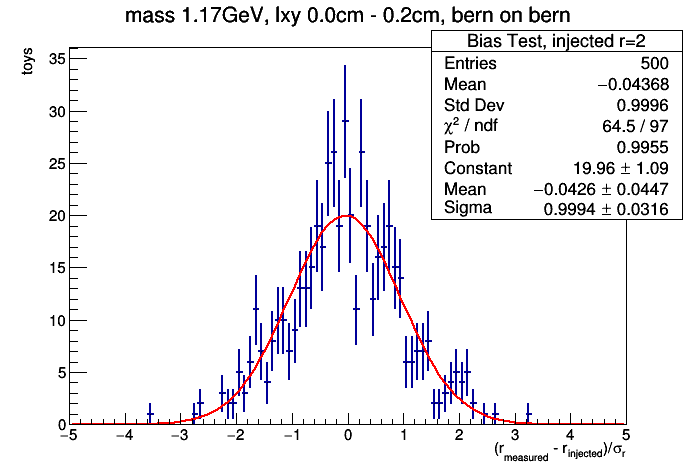 mass 1.17GeV, lxy 0.0cm - 0.2cm, bern on bern
toys
Bias Test, injected r=2
Entries 500
Mean −0.04368
Std Dev 0.9996
χ² / ndf 64.5 / 97
Prob 0.9955
Constant 19.96 ± 1.09
Mean −0.0426 ± 0.0447
Sigma 0.9994 ± 0.0316
35
30
25
20
15
10
5
0
−5 −4 −3 −2 −1 0 1 2 3 4 5
(r_measured - r_injected)/σ_r